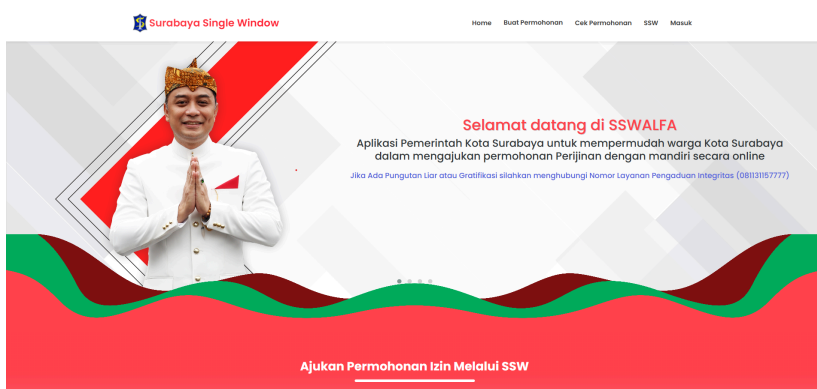 Surabaya Single Window
Home Buat Permohonan Cek Permohonan SSW Masuk
Selamat datang di SSWALFA
Aplikasi Pemerintah Kota Surabaya untuk mempermudah warga Kota Surabaya
dalam mengajukan permohonan Perijinan dengan mandiri secara online
Jika Ada Pungutan Liar atau Gratifikasi silahkan menghubungi Nomor Layanan Pengaduan Integritas (081131157777)
Ajukan Permohonan Izin Melalui SSW